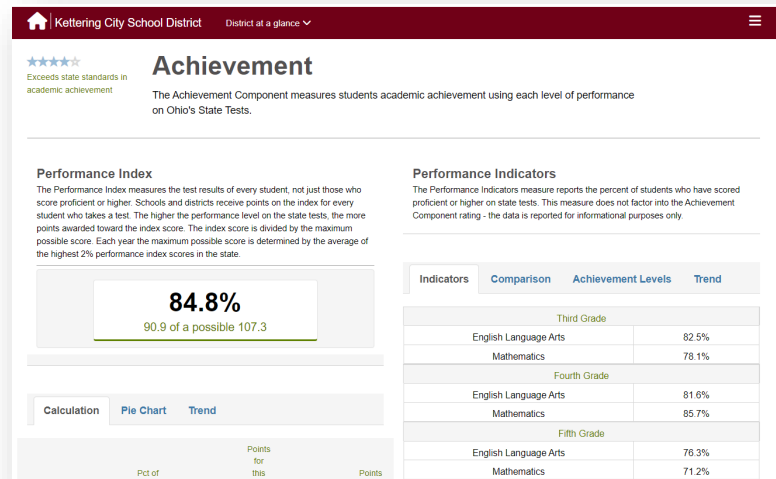 Kettering City School District
District at a glance
Exceeds state standards in
academic achievement
Achievement
The Achievement Component measures students academic achievement using each level of performance
on Ohio's State Tests.
Performance Index
The Performance Index measures the test results of every student, not just those who
score proficient or higher. Schools and districts receive points on the index for every
student who takes a test. The higher the performance level on the state tests, the more
points awarded toward the index score. The index score is divided by the maximum
possible score. Each year the maximum possible score is determined by the average of
the highest 2% performance index scores in the state.
84.8%
90.9 of a possible 107.3
Calculation Pie Chart Trend
Points
for
Pct of this Points
Performance Indicators
The Performance Indicators measure reports the percent of students who have scored
proficient or higher on state tests. This measure does not factor into the Achievement
Component rating - the data is reported for informational purposes only.
Indicators Comparison Achievement Levels Trend
Third Grade
English Language Arts 82.5%
Mathematics 78.1%
Fourth Grade
English Language Arts 81.6%
Mathematics 85.7%
Fifth Grade
English Language Arts 76.3%
Mathematics 71.2%